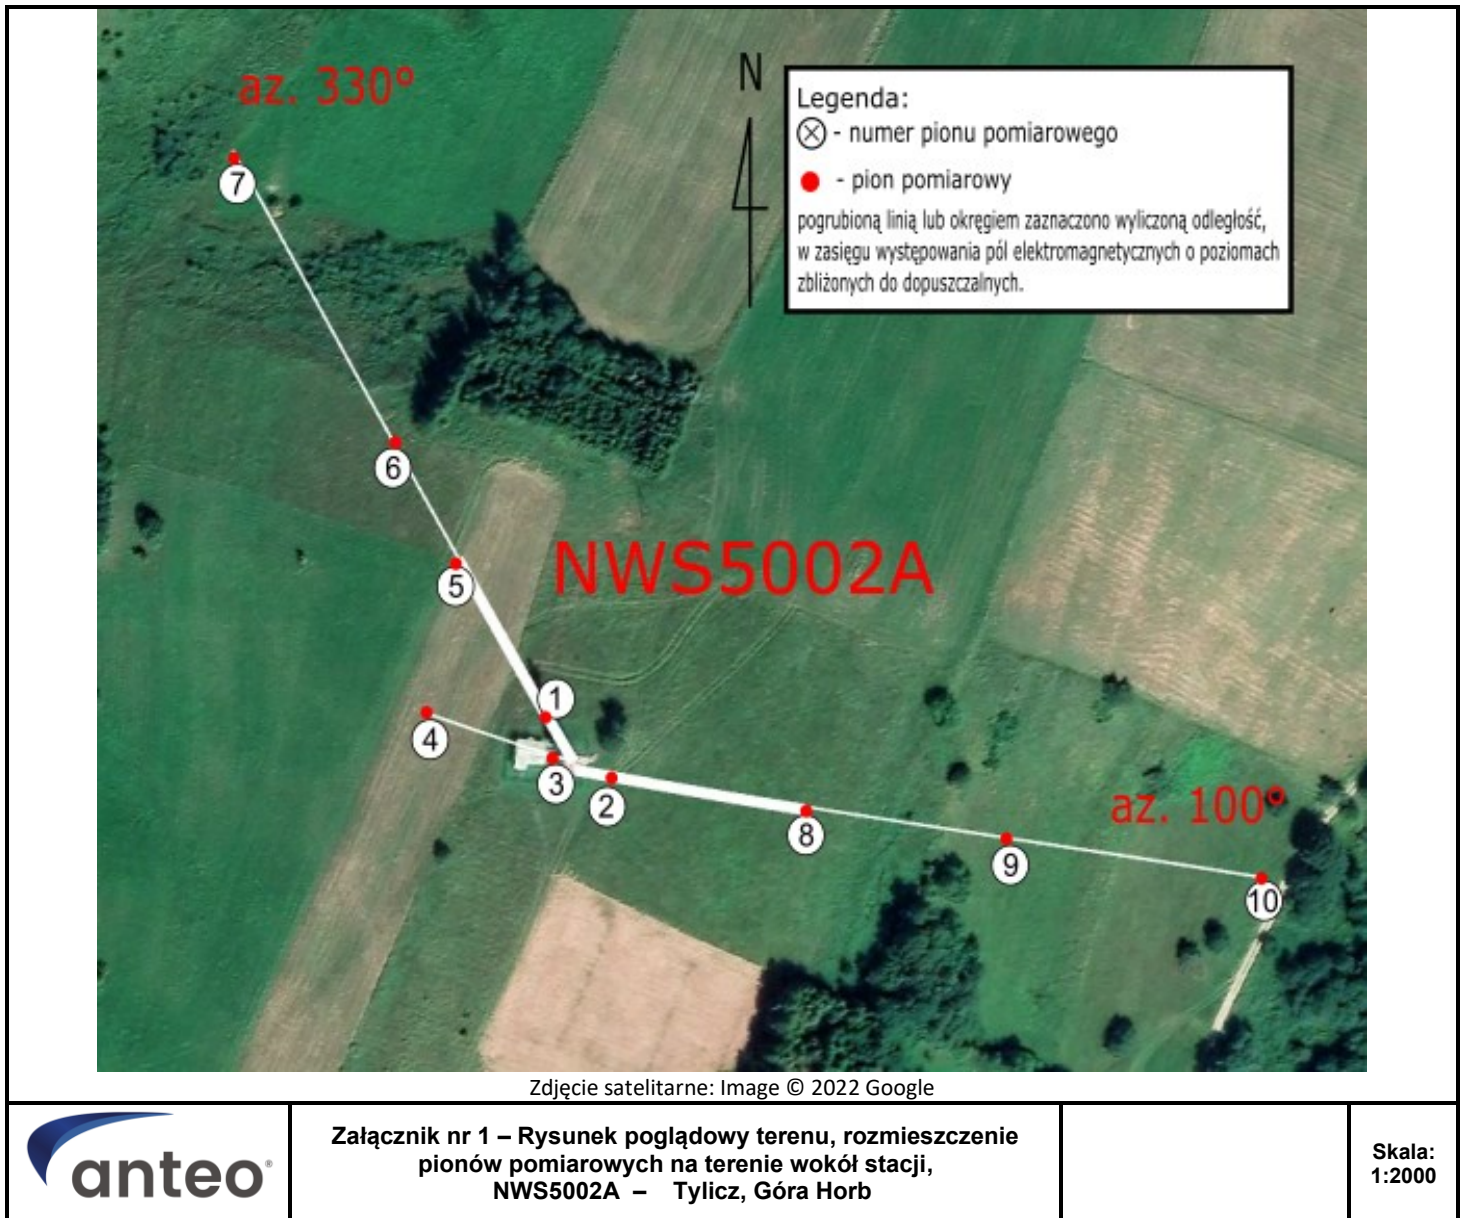 az. 330°
N
Legenda:
- numer pionu pomiarowego
- pion pomiarowy
pogrubioną linią lub okręgiem zaznaczono wyliczoną odległość,
w zasięgu występowania pól elektromagnetycznych o poziomach
zbliżonych do dopuszczalnych.
7
6
NWS5002A
5
1
4
3
2
8
az. 100°
9
10
Zdjęcie satelitarne: Image © 2022 Google
anteo®
Załącznik nr 1 – Rysunek poglądowy terenu, rozmieszczenie
pionów pomiarowych na terenie wokół stacji,
NWS5002A – Tylicz, Góra Horb
Skala:
1:2000